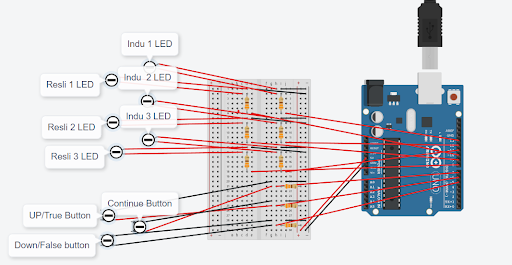 Indu 1 LED
Indu 2 LED
Resli 1 LED
Indu 3 LED
Resli 2 LED
Resli 3 LED
Continue Button
UP/True Button
Down/False button